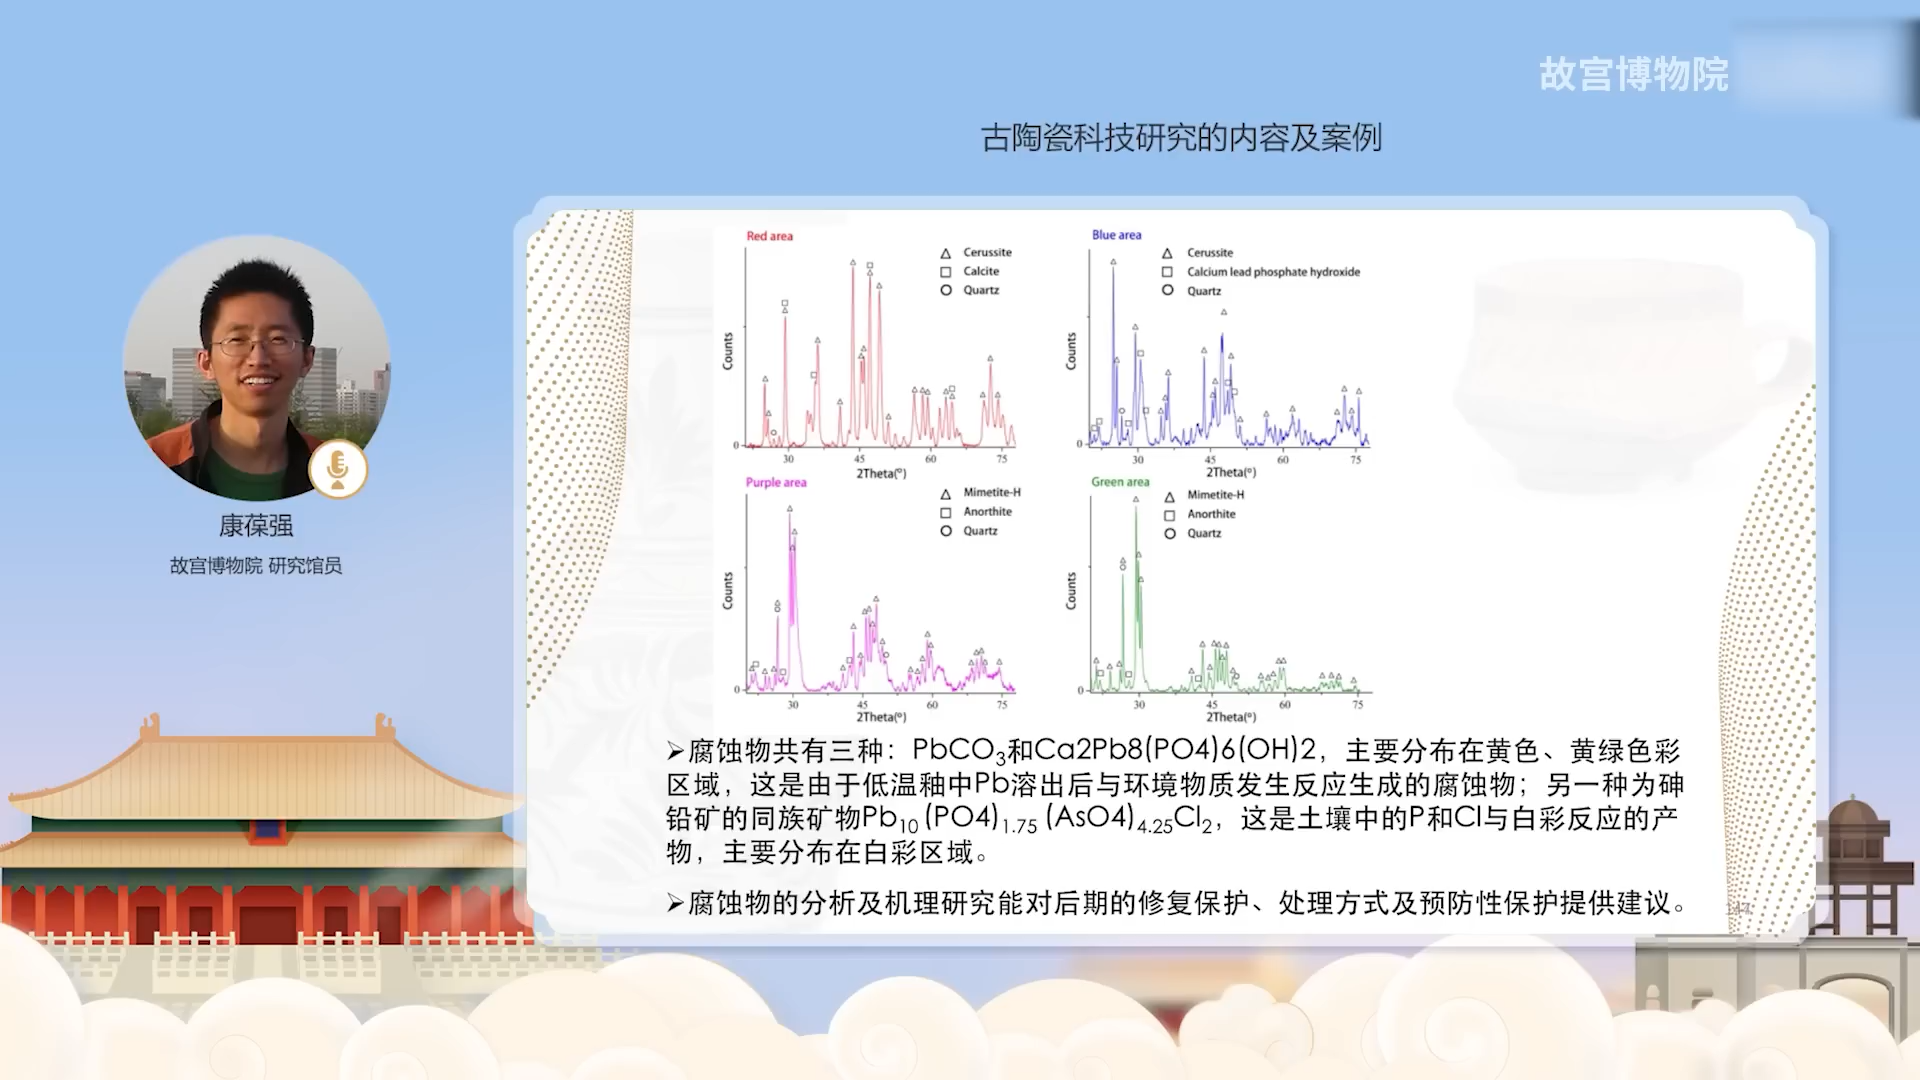 故宫博物院
古陶瓷科技研究的内容及案例
康葆强
故宫博物院 研究馆员
Red area
△ Cerussite
□ Calcite
○ Quartz
Counts
0
30 45 60 75
2Theta(°)
Blue area
△ Cerussite
□ Calcium lead phosphate hydroxide
○ Quartz
Counts
0
30 45 60 75
2Theta(°)
Purple area
△ Mimetite-H
□ Anorthite
○ Quartz
Counts
0
30 45 60 75
2Theta(°)
Green area
△ Mimetite-H
□ Anorthite
○ Quartz
Counts
0
30 45 60 75
2Theta(°)
➢腐蚀物共有三种：PbCO₃和Ca2Pb8(PO4)6(OH)2，主要分布在黄色、黄绿色彩
区域，这是由于低温釉中Pb溶出后与环境物质发生反应生成的腐蚀物；另一种为砷
铅矿的同族矿物Pb₁₀ (PO4)₁.₇₅ (AsO4)₄.₂₅Cl₂，这是土壤中的P和Cl与白彩反应的产
物，主要分布在白彩区域。
➢腐蚀物的分析及机理研究能对后期的修复保护、处理方式及预防性保护提供建议。